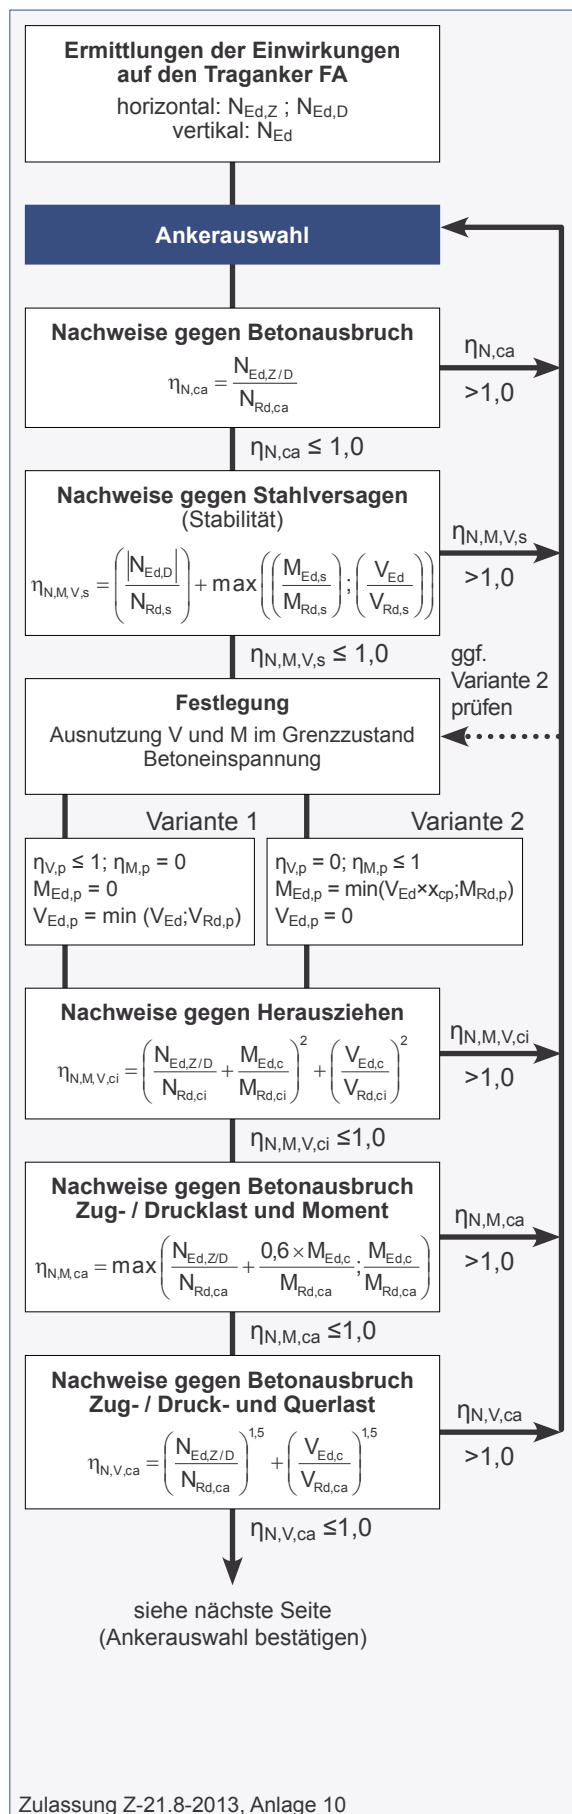 Ermittlungen der Einwirkungen
auf den Traganker FA
horizontal: N_Ed,Z ; N_Ed,D
vertikal: N_Ed
Ankerauswahl
Nachweise gegen Betonausbruch
η_N,ca = N_Ed,Z/D / N_Rd,ca
η_N,ca
>1,0
η_N,ca ≤ 1,0
Nachweise gegen Stahlversagen
(Stabilität)
η_N,M,V,s = (|N_Ed,D| / N_Rd,s) + max((M_Ed,s / M_Rd,s) ; (V_Ed / V_Rd,s))
η_N,M,V,s
>1,0
η_N,M,V,s ≤ 1,0
ggf.
Variante 2
prüfen
Festlegung
Ausnutzung V und M im Grenzzustand
Betoneinspannung
Variante 1
η_V,p ≤ 1; η_M,p = 0
M_Ed,p = 0
V_Ed,p = min (V_Ed;V_Rd,p)
Variante 2
η_V,p = 0; η_M,p ≤ 1
M_Ed,p = min(V_Ed×x_cp;M_Rd,p)
V_Ed,p = 0
Nachweise gegen Herausziehen
η_N,M,V,ci = (N_Ed,Z/D / N_Rd,ci + M_Ed,c / M_Rd,ci)² + (V_Ed,c / V_Rd,ci)²
η_N,M,V,ci
>1,0
η_N,M,V,ci ≤1,0
Nachweise gegen Betonausbruch
Zug- / Drucklast und Moment
η_N,M,ca = max(N_Ed,Z/D / N_Rd,ca + 0,6 × M_Ed,c / M_Rd,ca ; M_Ed,c / M_Rd,ca)
η_N,M,ca
>1,0
η_N,M,ca ≤1,0
Nachweise gegen Betonausbruch
Zug- / Druck- und Querlast
η_N,V,ca = (N_Ed,Z/D / N_Rd,ca)^1,5 + (V_Ed,c / V_Rd,ca)^1,5
η_N,V,ca
>1,0
η_N,V,ca ≤1,0
siehe nächste Seite
(Ankerauswahl bestätigen)
Zulassung Z-21.8-2013, Anlage 10